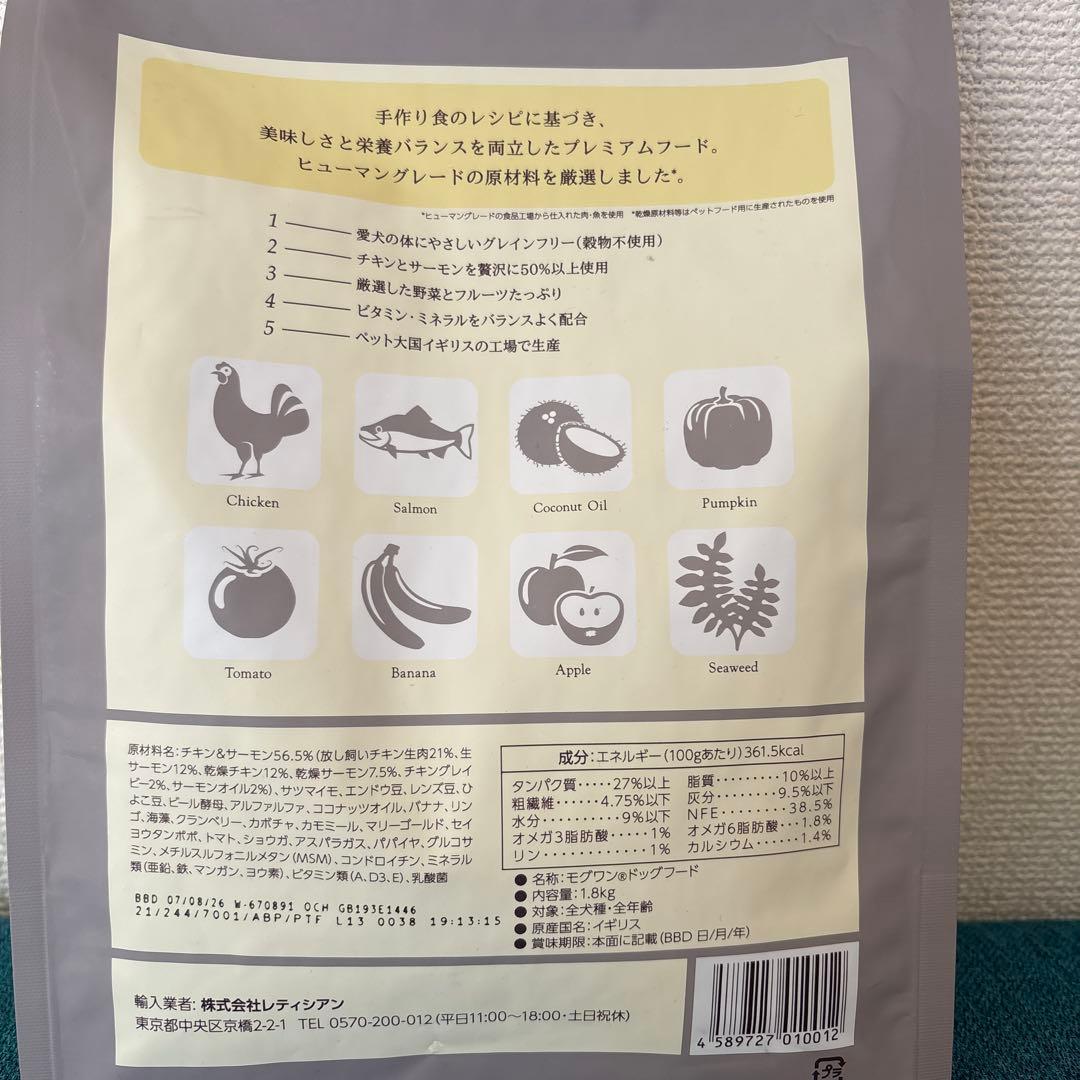 手作り食のレシピに基づき、
美味しさと栄養バランスを両立したプレミアムフード。
ヒューマングレードの原材料を厳選しました*。
*ヒューマングレードの食品工場から仕入れた肉・魚を使用 *乾燥原材料等はペットフード用に生産されたものを使用
1 愛犬の体にやさしいグレインフリー(穀物不使用)
2 チキンとサーモンを贅沢に50%以上使用
3 厳選した野菜とフルーツたっぷり
4 ビタミン・ミネラルをバランスよく配合
5 ペット大国イギリスの工場で生産
Chicken
Salmon
Coconut Oil
Pumpkin
Tomato
Banana
Apple
Seaweed
原材料名:チキン&サーモン56.5%(放し飼いチキン生肉21%、生
サーモン12%、乾燥チキン12%、乾燥サーモン7.5%、チキングレイ
ビー2%、サーモンオイル2%)、サツマイモ、エンドウ豆、レンズ豆、ひ
よこ豆、ビール酵母、アルファルファ、ココナッツオイル、バナナ、リン
ゴ、海藻、クランベリー、カボチャ、カモミール、マリーゴールド、セイ
ヨウタンポポ、トマト、ショウガ、アスパラガス、パパイヤ、グルコサ
ミン、メチルスルフォニルメタン(MSM)、コンドロイチン、ミネラル
類(亜鉛、鉄、マンガン、ヨウ素)、ビタミン類(A、D3、E)、乳酸菌
BBD 07/08/26 W-670891 OCH GB193E1446
21/244/7001/ABP/PTF L13 0038 19:13:15
成分:エネルギー(100gあたり)361.5kcal
タンパク質・・・・・27%以上
粗繊維・・・・・・4.75%以下
水分・・・・・・・・・・9%以下
オメガ3脂肪酸・・・・1%
リン・・・・・・・・・・・・1%
脂質・・・・・・・・・10%以上
灰分・・・・・・・・9.5%以下
NFE・・・・・・・・・38.5%
オメガ6脂肪酸・・・1.8%
カルシウム・・・・・・1.4%
● 名称:モグワン®ドッグフード
● 内容量:1.8kg
● 対象:全犬種・全年齢
● 原産国名:イギリス
● 賞味期限:本面に記載(BBD 日/月/年)
輸入業者:株式会社レティシアン
東京都中央区京橋2-2-1 TEL 0570-200-012(平日11:00〜18:00・土日祝休)
4 589727 010012
プラ